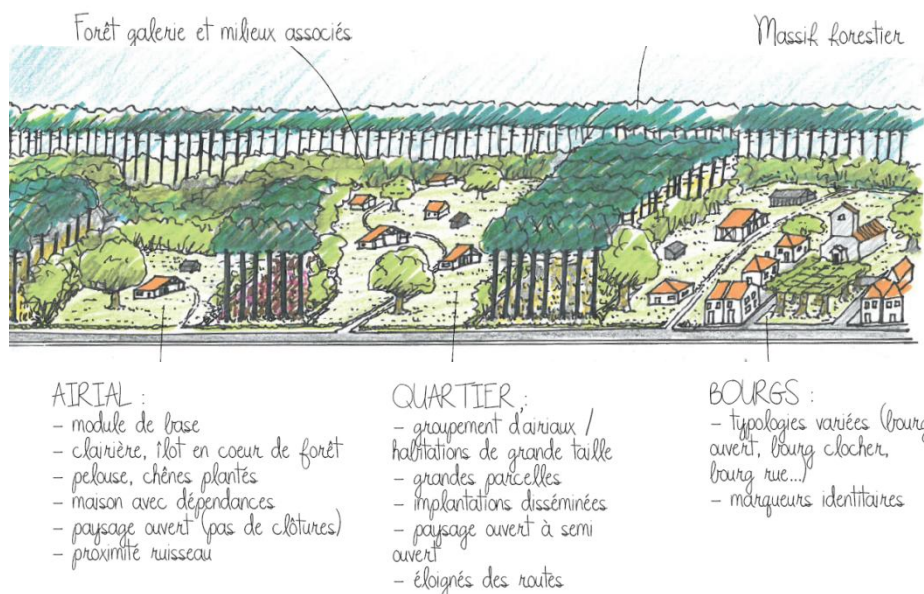 Forêt galerie et milieux associés
Massif forestier
AIRIAL :
- module de base
- clairière, îlot en coeur de forêt
- pelouse, chênes plantés
- maison avec dépendances
- paysage ouvert (pas de clôtures)
- proximité ruisseau
QUARTIER :
- groupement d'airiaux /
habitations de grande taille
- grandes parcelles
- implantations disséminées
- paysage ouvert à semi
ouvert
- éloignés des routes
BOURGS :
- typologies variées (bourg
ouvert, bourg clocher,
bourg rue...)
- marqueurs identitaires